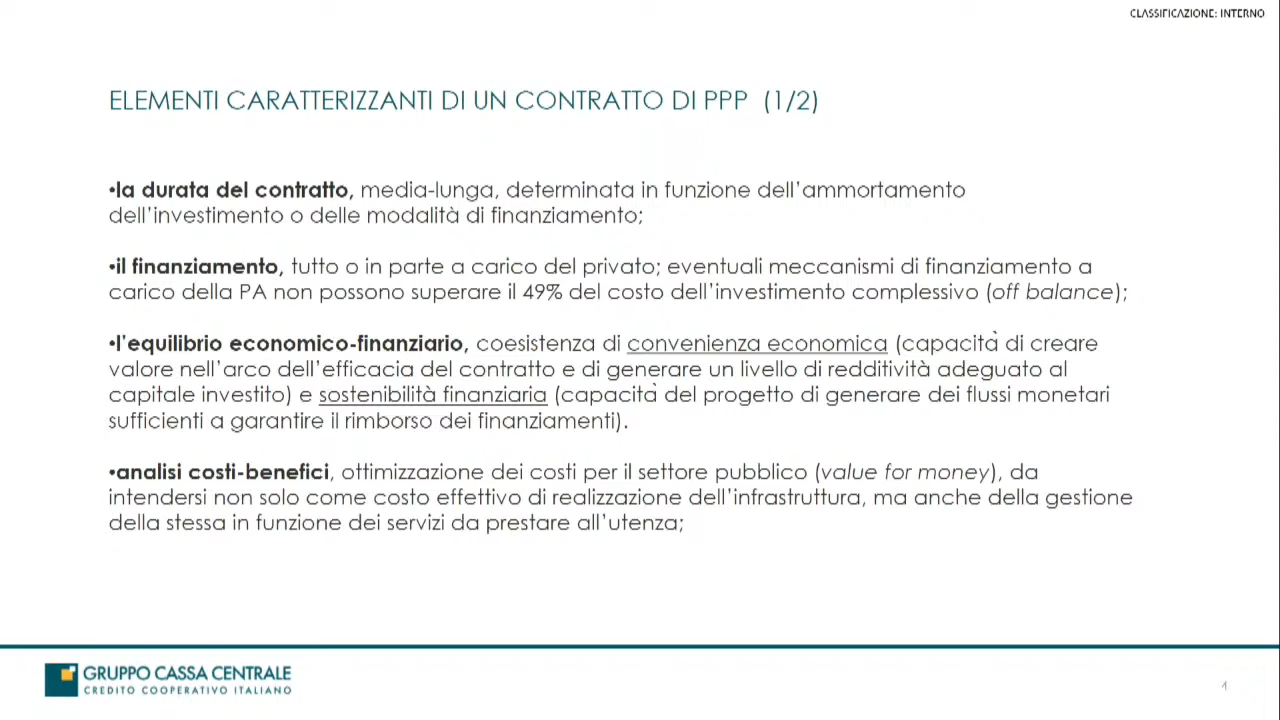 CLASSIFICAZIONE: INTERNO
ELEMENTI CARATTERIZZANTI DI UN CONTRATTO DI PPP (1/2)
•la durata del contratto, media-lunga, determinata in funzione dell'ammortamento
dell'investimento o delle modalità di finanziamento;
•il finanziamento, tutto o in parte a carico del privato; eventuali meccanismi di finanziamento a
carico della PA non possono superare il 49% del costo dell'investimento complessivo (off balance);
•l'equilibrio economico-finanziario, coesistenza di convenienza economica (capacità di creare
valore nell'arco dell'efficacia del contratto e di generare un livello di redditività adeguato al
capitale investito) e sostenibilità finanziaria (capacità del progetto di generare dei flussi monetari
sufficienti a garantire il rimborso dei finanziamenti).
•analisi costi-benefici, ottimizzazione dei costi per il settore pubblico (value for money), da
intendersi non solo come costo effettivo di realizzazione dell'infrastruttura, ma anche della gestione
della stessa in funzione dei servizi da prestare all'utenza;
GRUPPO CASSA CENTRALE
CREDITO COOPERATIVO ITALIANO
4